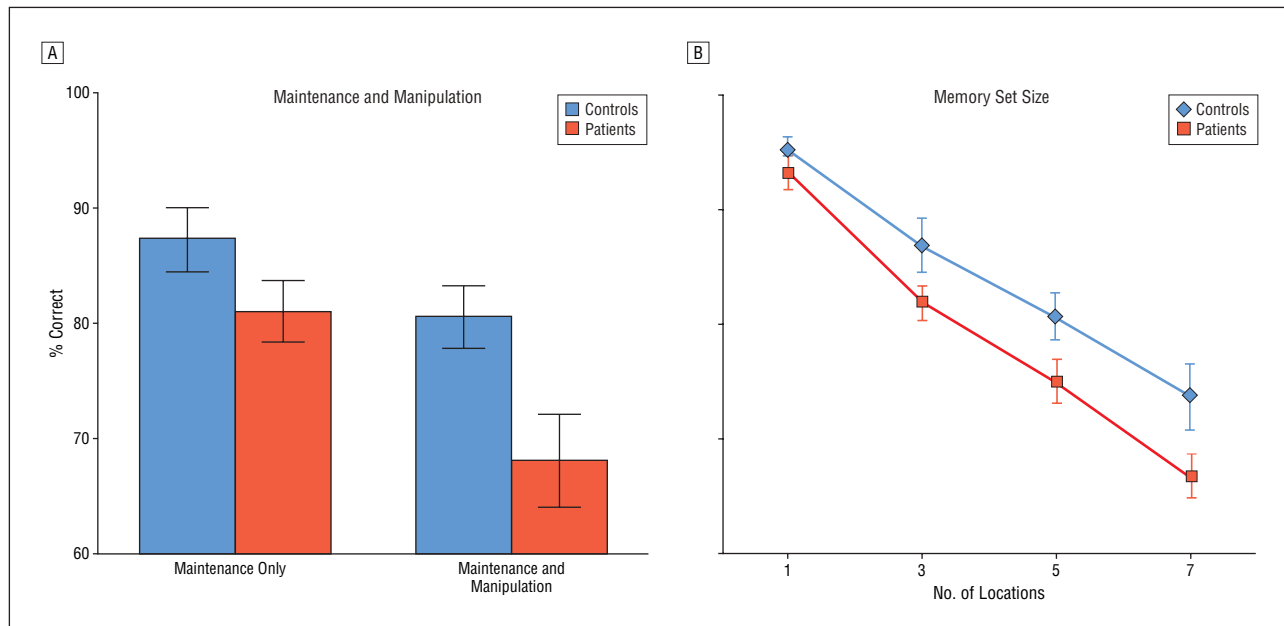 A
Maintenance and Manipulation
Controls
Patients
% Correct
100
90
80
70
60
Maintenance Only
Maintenance and
Manipulation
B
Memory Set Size
Controls
Patients
1 3 5 7
No. of Locations